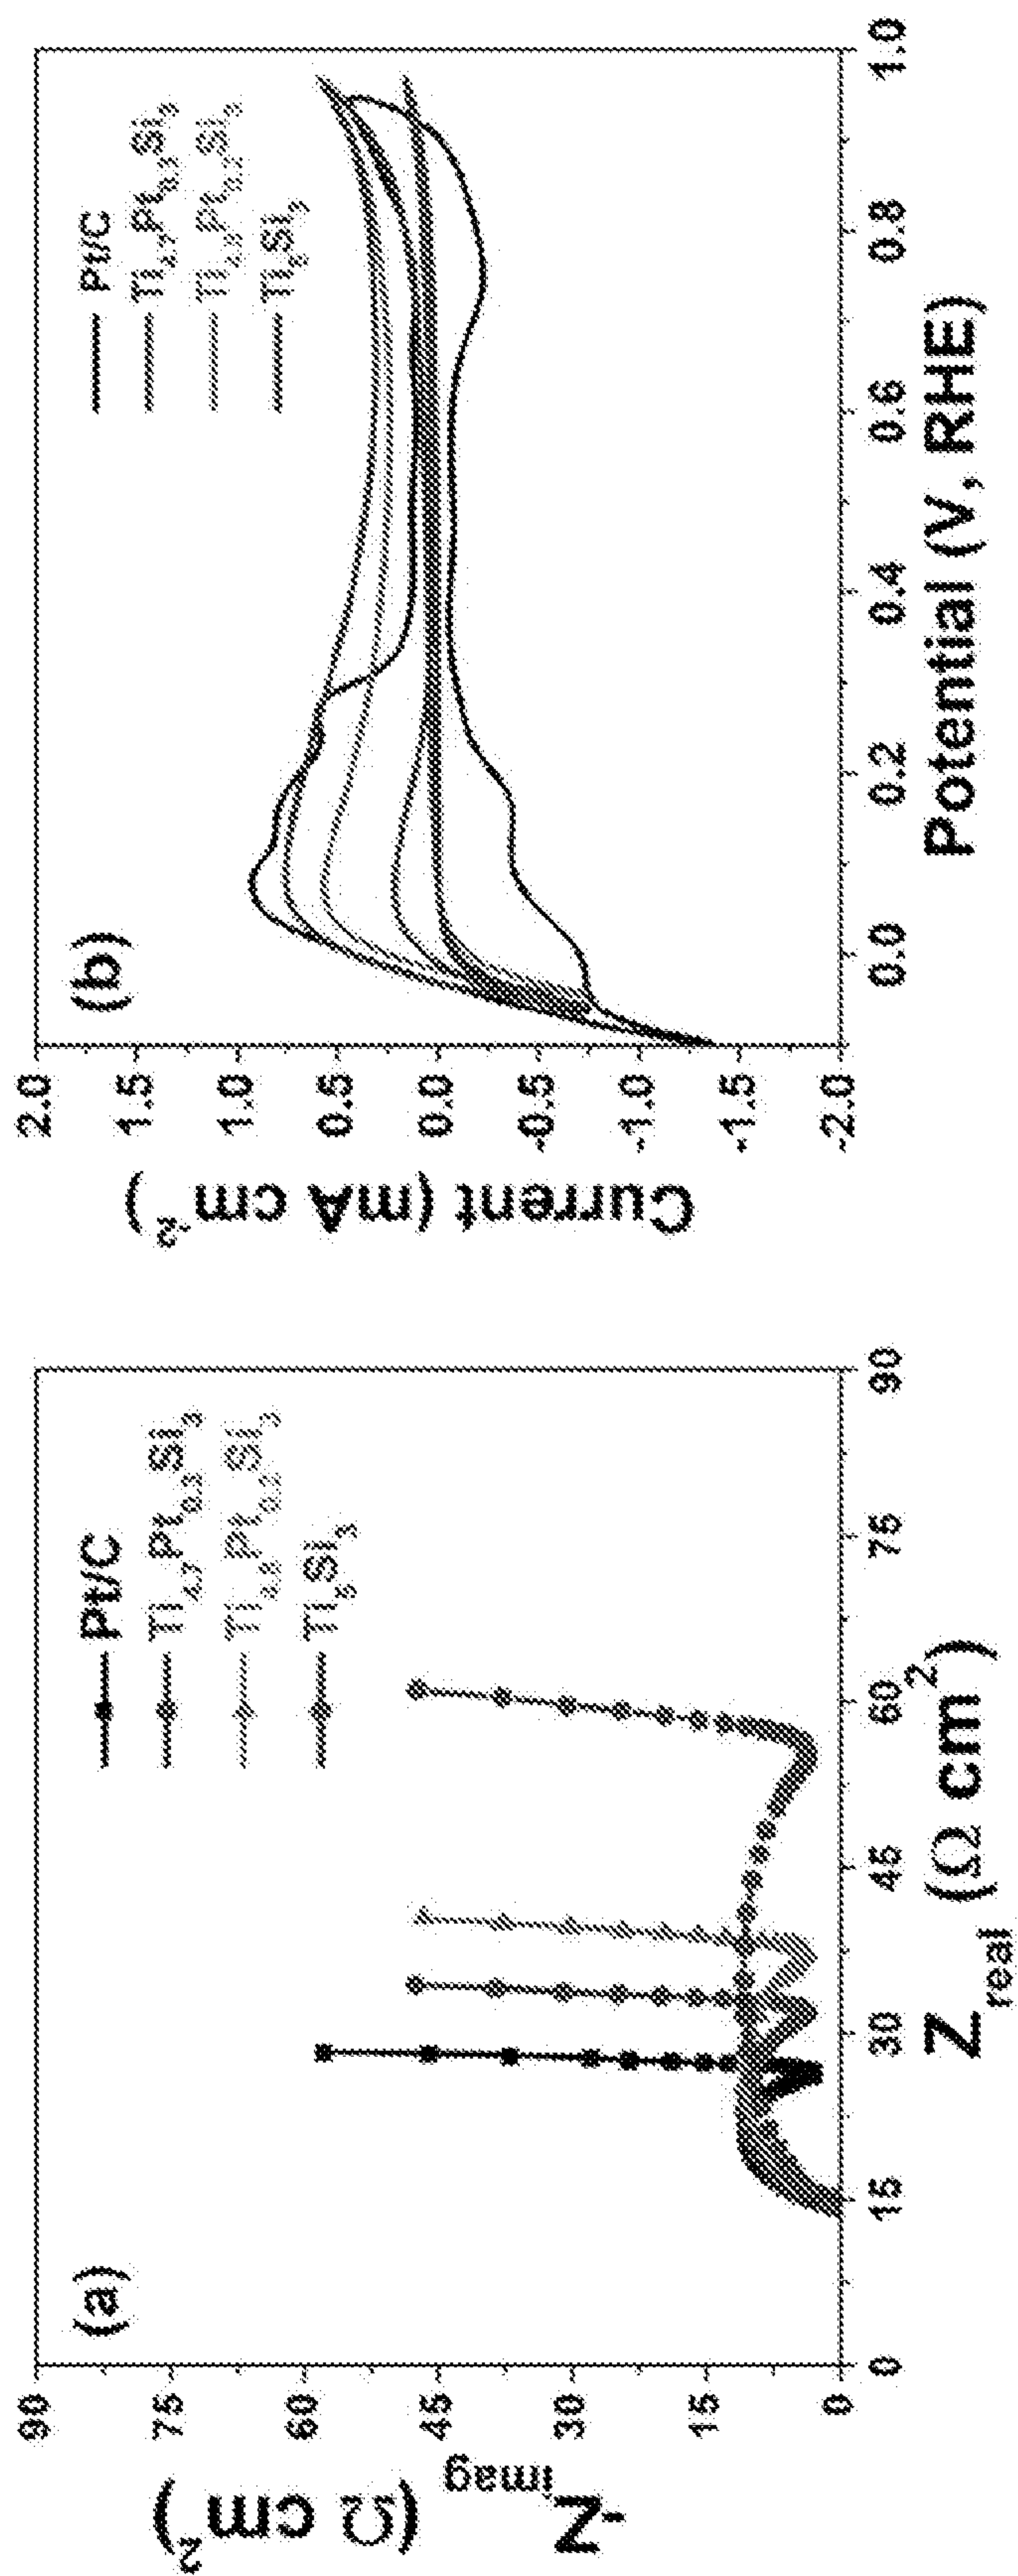 (a)
Pt/C
Ti4.7Pt0.3Si3
Ti4.8Pt0.2Si3
Ti5Si3
90
75
60
45
30
15
0
-Zimag (Ω cm2)
0
15
30
45
60
75
90
Zreal (Ω cm2)
(b)
Pt/C
Ti4.7Pt0.3Si3
Ti4.8Pt0.2Si3
Ti5Si3
2.0
1.5
1.0
0.5
0.0
-0.5
-1.0
-1.5
-2.0
Current (mA cm-2)
0.0
0.2
0.4
0.6
0.8
1.0
Potential (V, RHE)